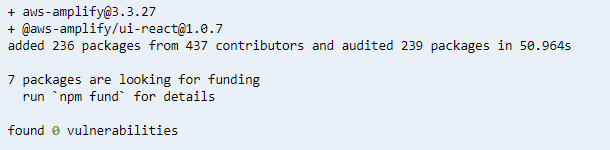 + aws-amplify@3.3.27
+ @aws-amplify/ui-react@1.0.7
added 236 packages from 437 contributors and audited 239 packages in 50.964s
7 packages are looking for funding
run `npm fund` for details
found 0 vulnerabilities